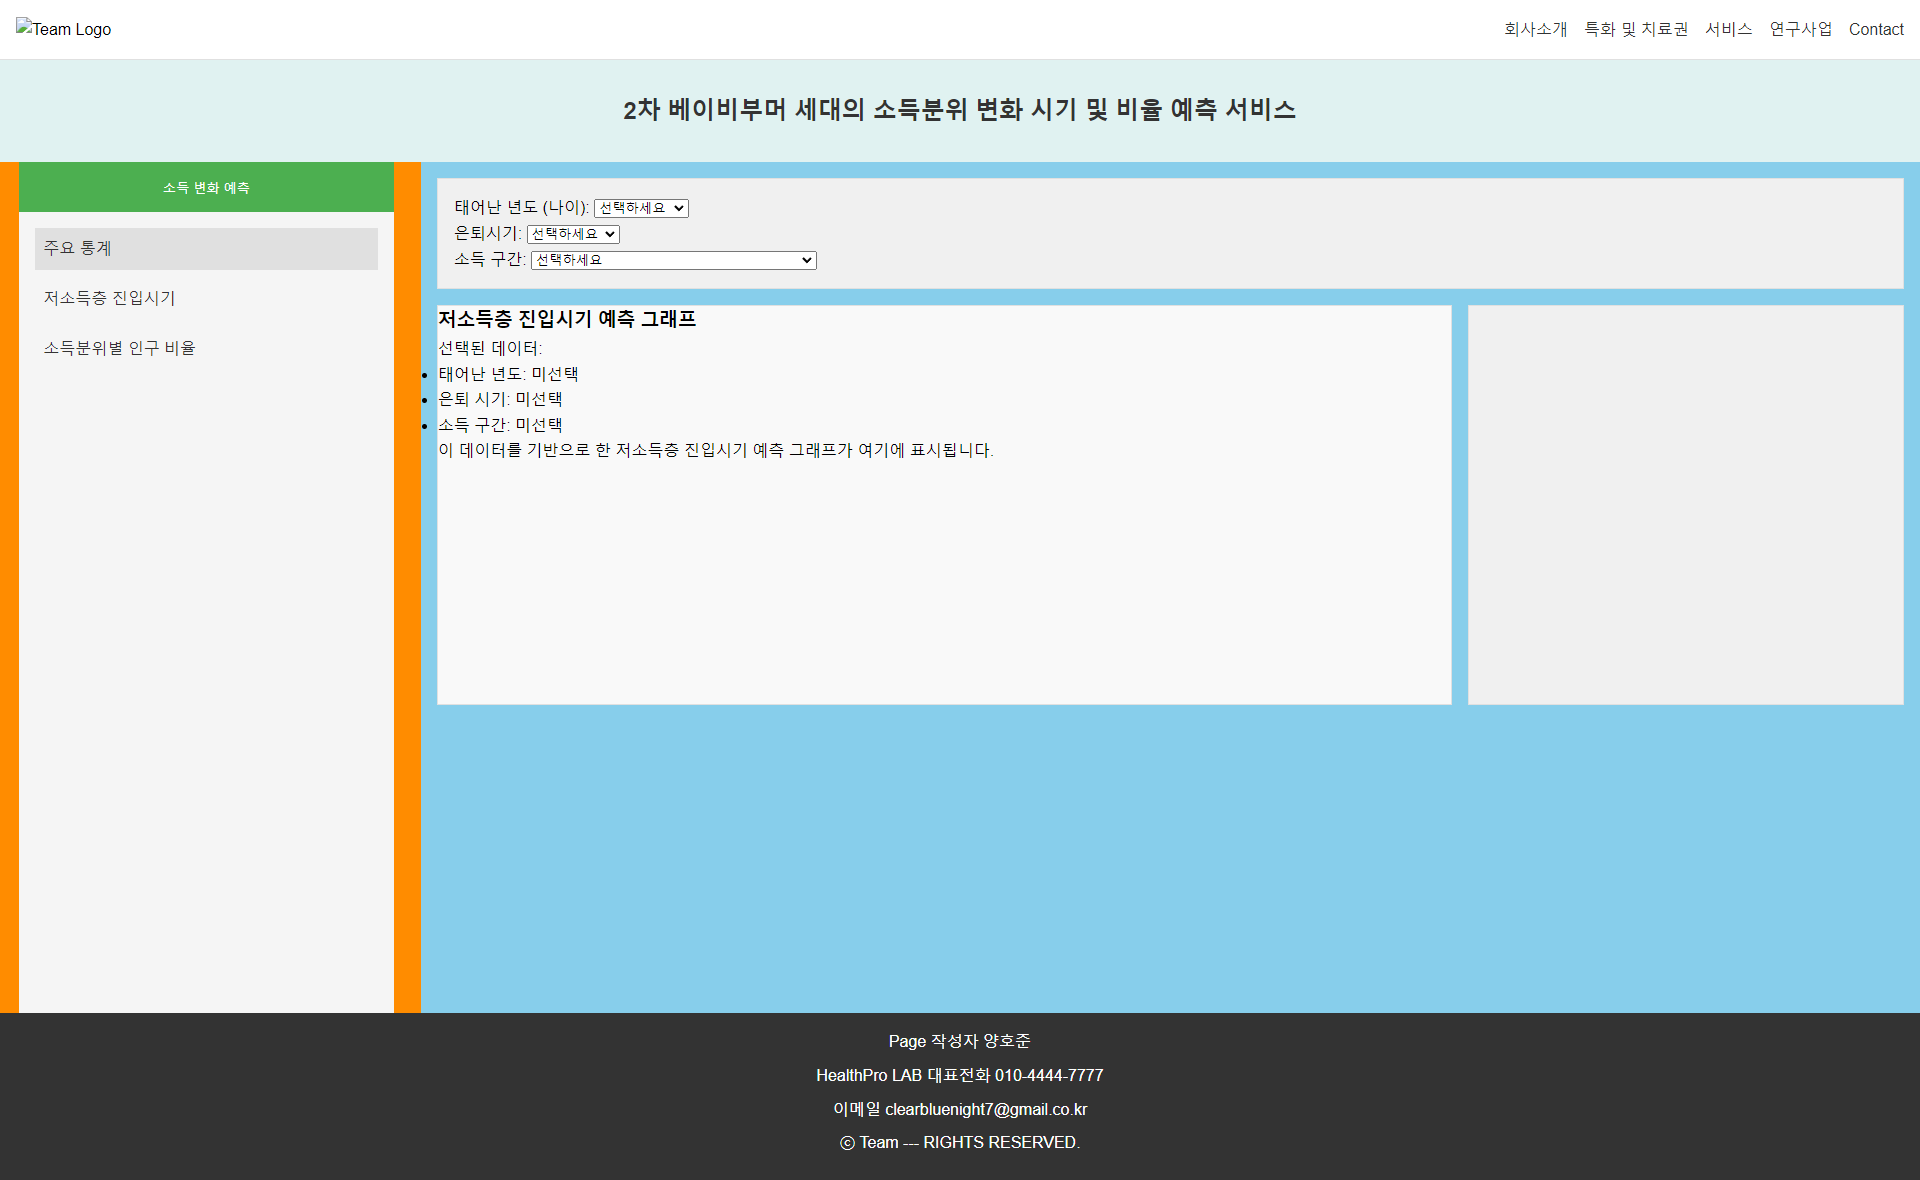 Team Logo
회사소개 특화 및 치료권 서비스 연구사업 Contact
2차 베이비부머 세대의 소득분위 변화 시기 및 비율 예측 서비스
소득 변화 예측
주요 통계
저소득층 진입시기
소득분위별 인구 비율
태어난 년도 (나이): 선택하세요
은퇴시기: 선택하세요
소득 구간: 선택하세요
저소득층 진입시기 예측 그래프
선택된 데이터:
• 태어난 년도: 미선택
• 은퇴 시기: 미선택
• 소득 구간: 미선택
이 데이터를 기반으로 한 저소득층 진입시기 예측 그래프가 여기에 표시됩니다.
Page 작성자 양호준
HealthPro LAB 대표전화 010-4444-7777
이메일 clearbluenight7@gmail.co.kr
ⓒ Team --- RIGHTS RESERVED.